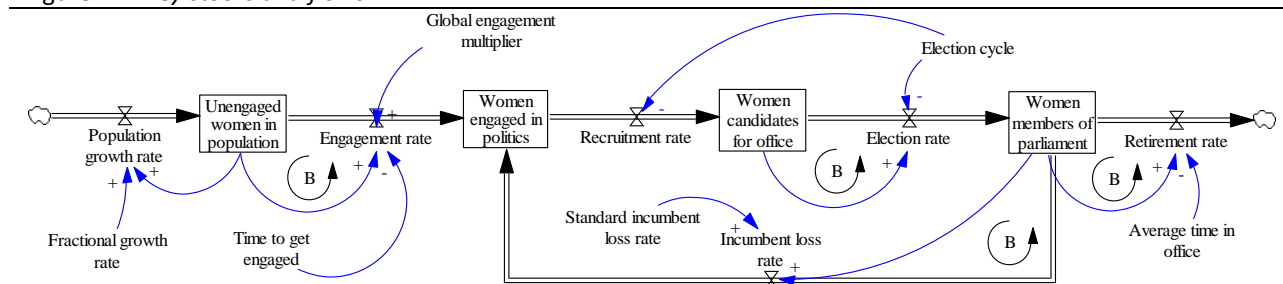 Global engagement
multiplier
Election cycle
Unengaged
women in
population
Women
engaged in
politics
Women
candidates
for office
Women
members of
parliament
Population
growth rate
+
+
Engagement rate
+
+
-
Recruitment rate
-
Election rate
-
+
Retirement rate
+
-
B
B
B
B
Fractional growth
rate
Time to get
engaged
Standard incumbent
loss rate
+
Incumbent loss
rate
+
Average time in
office